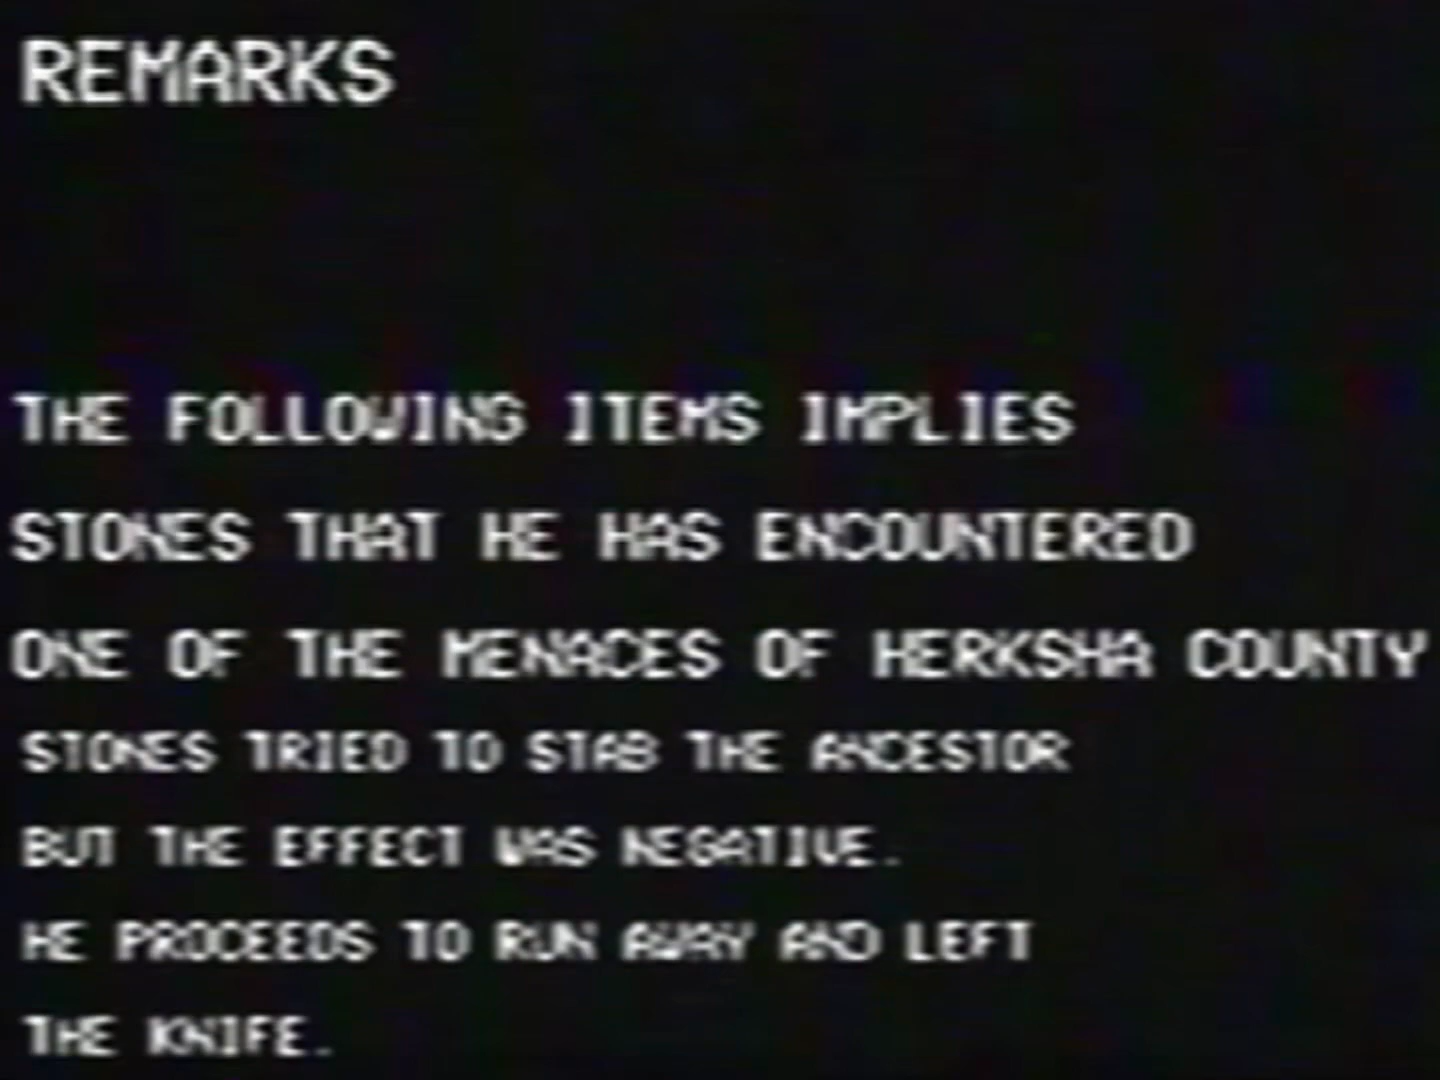 REMARKS
THE FOLLOWING ITEMS IMPLIES
STONES THAT HE HAS ENCOUNTERED
ONE OF THE MENACES OF HERKSHA COUNTY
STONES TRIED TO STAB THE ANCESTOR
BUT THE EFFECT WAS NEGATIVE.
HE PROCEEDS TO RUN AWAY AND LEFT
THE KNIFE.